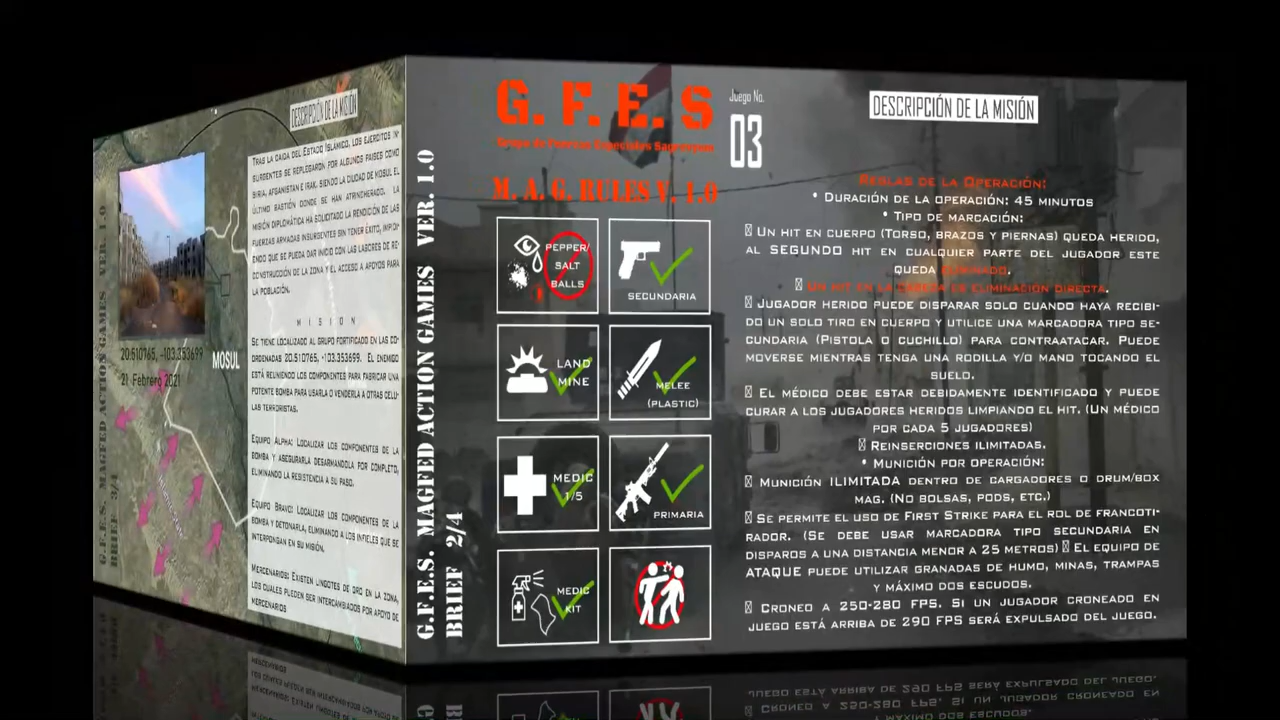 DESCRIPCIÓN DE LA MISIÓN
TRAS LA CAIDA DEL ESTADO ISLÁMICO, LOS EJERCITOS IN-
SURGENTES SE REPLEGARON POR ALGUNOS PAISES COMO
SIRIA, AFGANISTAN E IRAK, SIENDO LA CIUDAD DE MOSUL EL
ÚLTIMO BASTIÓN DONDE SE HAN ATRINCHERADO. LA
MISIÓN DIPLOMÁTICA HA SOLICITADO LA RENDICIÓN DE LAS
FUERZAS ARMADAS INSURGENTES SIN TENER ÉXITO, IMPIDI-
ENDO QUE SE PUEDA DAR INICIO CON LAS LABORES DE RE-
CONSTRUCCIÓN DE LA ZONA Y EL ACCESO A APOYOS PARA
LA POBLACIÓN.
M I S I Ó N
SE TIENE LOCALIZADO AL GRUPO FORTIFICADO EN LAS CO-
ORDENADAS 20.510765, -103.353699. EL ENEMIGO
ESTÁ REUNIENDO LOS COMPONENTES PARA FABRICAR UNA
POTENTE BOMBA PARA USARLA O VENDERLA A OTRAS CÉLU-
LAS TERRORISTAS.
EQUIPO ALPHA: LOCALIZAR LOS COMPONENTES DE LA
BOMBA Y ASEGURARLA DESARMANDOLA POR COMPLETO,
ELIMINANDO LA RESISTENCIA A SU PASO.
EQUIPO BRAVO: LOCALIZAR LOS COMPONENTES DE LA
BOMBA Y DETONARLA, ELIMINANDO A LOS INFIELES QUE SE
INTERPONGAN EN SU MISIÓN.
MERCENARIOS: EXISTEN LINGOTES DE ORO EN LA ZONA,
LOS CUALES PUEDEN SER INTERCAMBIADOS POR APOYO DE
MERCENARIOS
20.510765, -103.353699
MOSUL
21 Febrero 2021
G.F.E.S. MAGFED ACTION GAMES VER. 1.0
BRIEF 3/4
G.F.E.S. MAGFED ACTION GAMES VER. 1.0
BRIEF 2/4
G. F. E. S
Juego No.
03
M. A. G. RULES V. 1.0
PEPPER/
SALT
BALLS
SECUNDARIA
LAND
MINE
MELEE
(PLASTIC)
MEDIC
1/5
PRIMARIA
MEDIC
KIT
DESCRIPCIÓN DE LA MISIÓN
REGLAS DE LA OPERACIÓN:
• DURACIÓN DE LA OPERACIÓN: 45 MINUTOS
• TIPO DE MARCACIÓN:
UN HIT EN CUERPO (TORSO, BRAZOS Y PIERNAS) QUEDA HERIDO,
AL SEGUNDO HIT EN CUALQUIER PARTE DEL JUGADOR ESTE
QUEDA ELIMINADO.
UN HIT EN LA CABEZA ES ELIMINACIÓN DIRECTA.
JUGADOR HERIDO PUEDE DISPARAR SOLO CUANDO HAYA RECIBI-
DO UN SOLO TIRO EN CUERPO Y UTILICE UNA MARCADORA TIPO SE-
CUNDARIA (PISTOLA O CUCHILLO) PARA CONTRAATACAR. PUEDE
MOVERSE MIENTRAS TENGA UNA RODILLA Y/O MANO TOCANDO EL
SUELO.
EL MÉDICO DEBE ESTAR DEBIDAMENTE IDENTIFICADO Y PUEDE
CURAR A LOS JUGADORES HERIDOS LIMPIANDO EL HIT. (UN MÉDICO
POR CADA 5 JUGADORES)
REINSERCIONES ILIMITADAS.
• MUNICIÓN POR OPERACIÓN:
MUNICIÓN ILIMITADA DENTRO DE CARGADORES O DRUM/BOX
MAG. (NO BOLSAS, PODS, ETC.)
SE PERMITE EL USO DE FIRST STRIKE PARA EL ROL DE FRANCOTI-
RADOR. (SE DEBE USAR MARCADORA TIPO SECUNDARIA EN
DISPAROS A UNA DISTANCIA MENOR A 25 METROS) EL EQUIPO DE
ATAQUE PUEDE UTILIZAR GRANADAS DE HUMO, MINAS, TRAMPAS
Y MÁXIMO DOS ESCUDOS.
CRONEO A 250-280 FPS. SI UN JUGADOR CRONEADO EN
JUEGO ESTÁ ARRIBA DE 290 FPS SERÁ EXPULSADO DEL JUEGO.